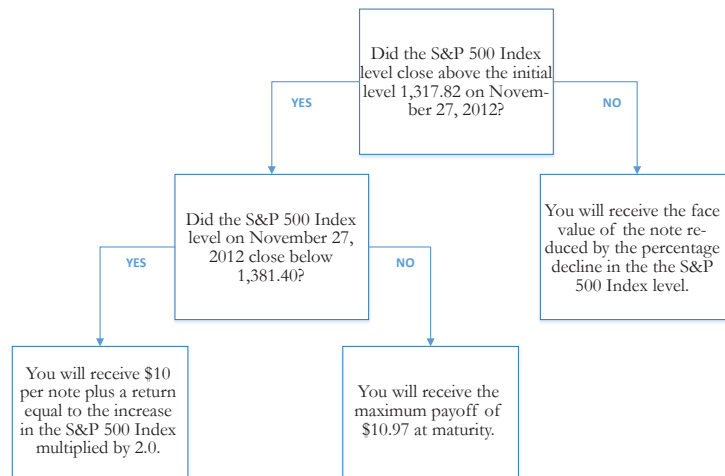 Did the S&P 500 Index
level close above the initial
level 1,317.82 on Novem-
ber 27, 2012?
YES
NO
Did the S&P 500 Index
level on November 27,
2012 close below
1,381.40?
You will receive the face
value of the note re-
duced by the percentage
decline in the the S&P
500 Index level.
YES
NO
You will receive $10
per note plus a return
equal to the increase
in the S&P 500 Index
multiplied by 2.0.
You will receive the
maximum payoff of
$10.97 at maturity.